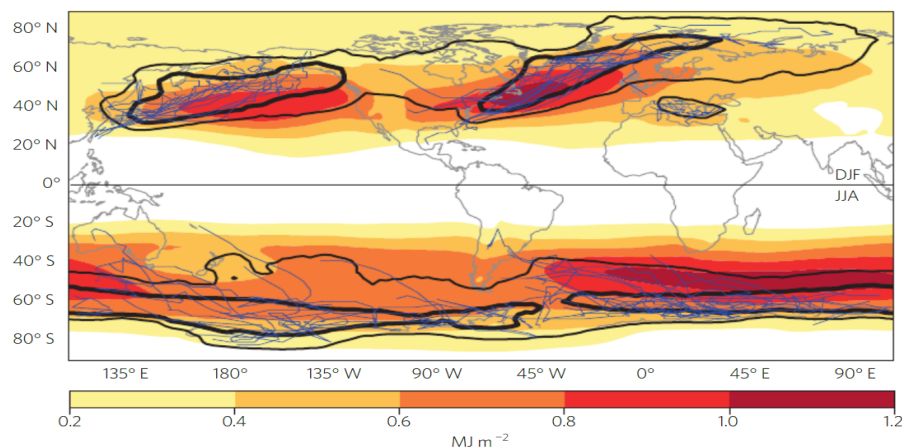 80° N
60° N
40° N
20° N
0°
DJF
JJA
20° S
40° S
60° S
80° S
135° E 180° 135° W 90° W 45° W 0° 45° E 90° E
0.2 0.4 0.6 0.8 1.0 1.2
MJ m⁻²